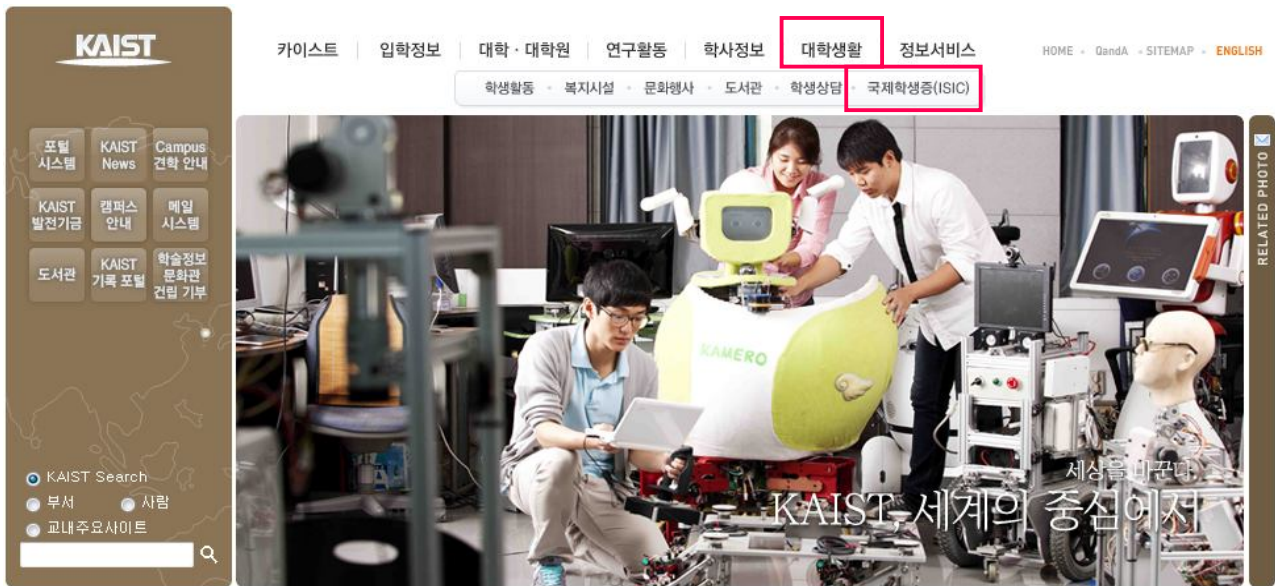 KAIST
카이스트 입학정보 대학 · 대학원 연구활동 학사정보 대학생활 정보서비스
HOME QandA SITEMAP ENGLISH
학생활동 복지시설 문화행사 도서관 학생상담 국제학생증(ISIC)
포털
시스템
KAIST
News
Campus
견학 안내
KAIST
발전기금
캠퍼스
안내
메일
시스템
도서관
KAIST
기록 포털
학술정보
문화관
건립 기부
KAIST Search
부서 사람
교내주요사이트
RELATED PHOTO
KAMERO
세상을 바꾼다.
KAIST, 세계의 중심에서